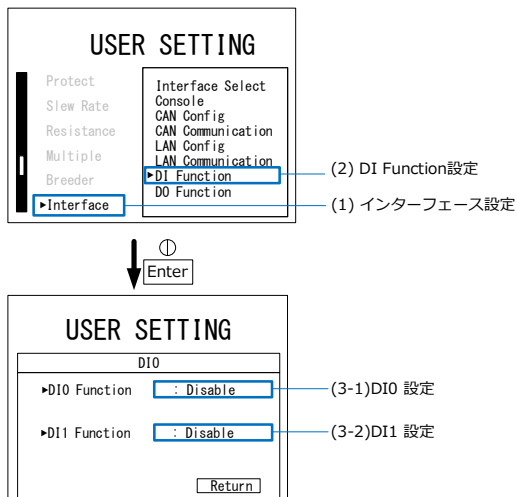 USER SETTING
Protect
Slew Rate
Resistance
Multiple
Breeder
►Interface
Interface Select
Console
CAN Config
CAN Communication
LAN Config
LAN Communication
►DI Function
DO Function
(2) DI Function設定
(1) インターフェース設定
Enter
USER SETTING
DIO
►DI0 Function : Disable
(3-1)DI0 設定
►DI1 Function : Disable
(3-2)DI1 設定
Return